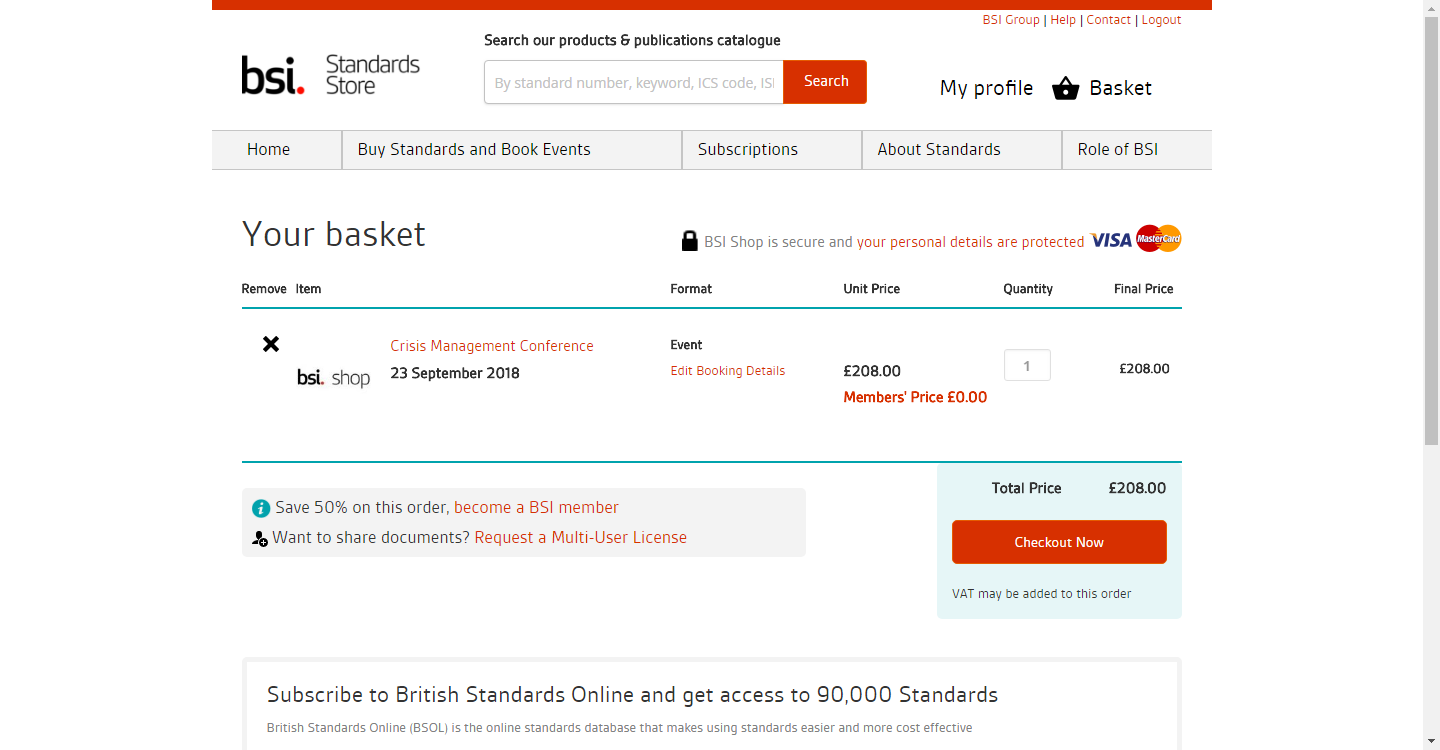 BSI Group | Help | Contact | Logout
Search our products & publications catalogue
bsi. Standards Store
By standard number, keyword, ICS code, ISI
Search
My profile
Basket
Home
Buy Standards and Book Events
Subscriptions
About Standards
Role of BSI
Your basket
BSI Shop is secure and your personal details are protected VISA MasterCard
Remove Item Format Unit Price Quantity Final Price
Crisis Management Conference
23 September 2018
bsi. shop
Event
Edit Booking Details
£208.00
Members' Price £0.00
1
£208.00
Save 50% on this order, become a BSI member
Want to share documents? Request a Multi-User License
Total Price £208.00
Checkout Now
VAT may be added to this order
Subscribe to British Standards Online and get access to 90,000 Standards
British Standards Online (BSOL) is the online standards database that makes using standards easier and more cost effective